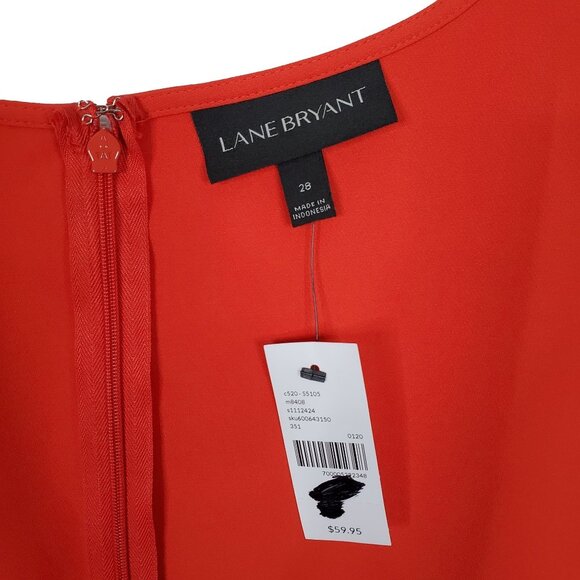 LANE BRYANT
28
MADE IN
INDONESIA
c520 - S5105
m8408
s1112424
sku600643150
351
0120
$59.95